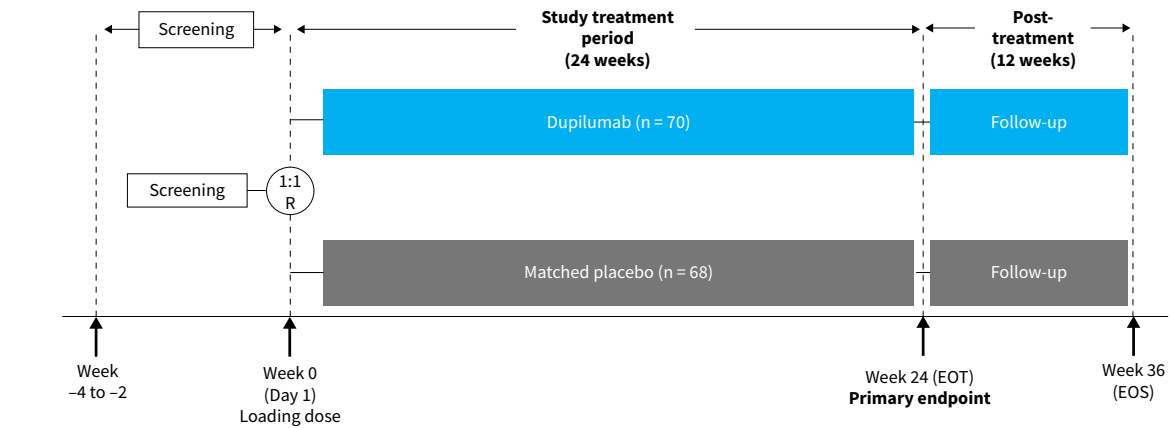 Screening
Study treatment
period
(24 weeks)
Post-
treatment
(12 weeks)
Dupilumab (n = 70)
Follow-up
Screening
1:1
R
Matched placebo (n = 68)
Follow-up
Week
–4 to –2
Week 0
(Day 1)
Loading dose
Week 24 (EOT)
Primary endpoint
Week 36
(EOS)